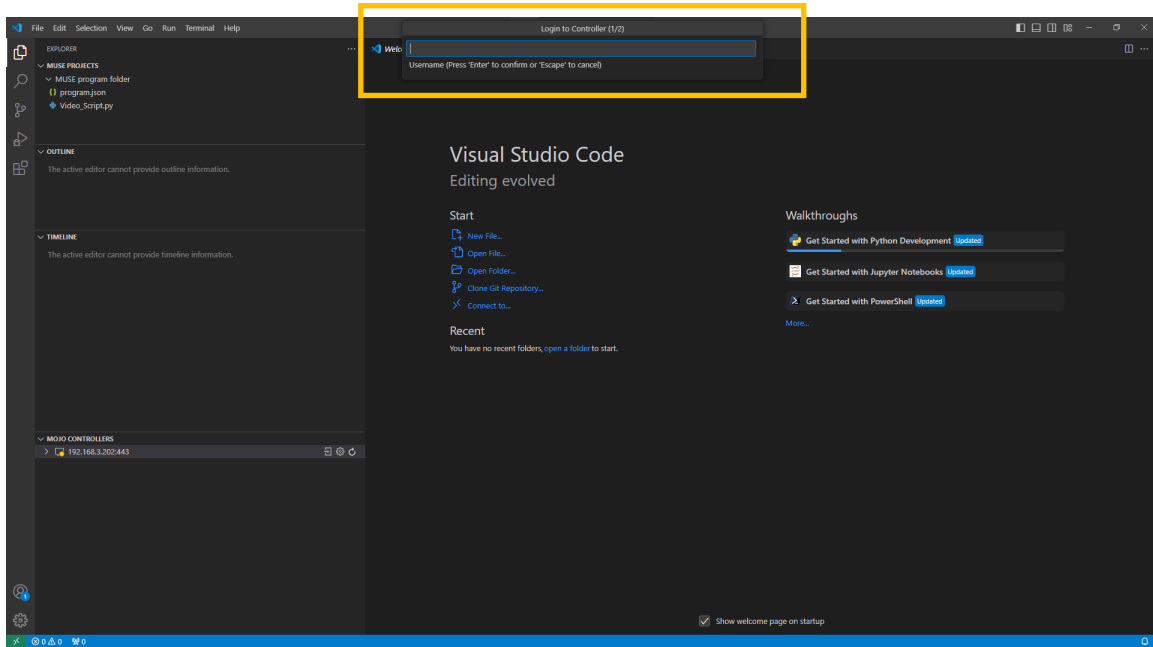 File Edit Selection View Go Run Terminal Help
Login to Controller (1/2)
Username (Press 'Enter' to confirm or 'Escape' to cancel)
EXPLORER
Welc
MUSE PROJECTS
MUSE program folder
{} program.json
Video_Script.py
OUTLINE
The active editor cannot provide outline information.
TIMELINE
The active editor cannot provide timeline information.
MOJO CONTROLLERS
192.168.3.202:443
Visual Studio Code
Editing evolved
Start
New File...
Open File...
Open Folder...
Clone Git Repository...
Connect to...
Recent
You have no recent folders, open a folder to start.
Walkthroughs
Get Started with Python Development Updated
Get Started with Jupyter Notebooks Updated
Get Started with PowerShell Updated
More...
Show welcome page on startup
1
0 0 0